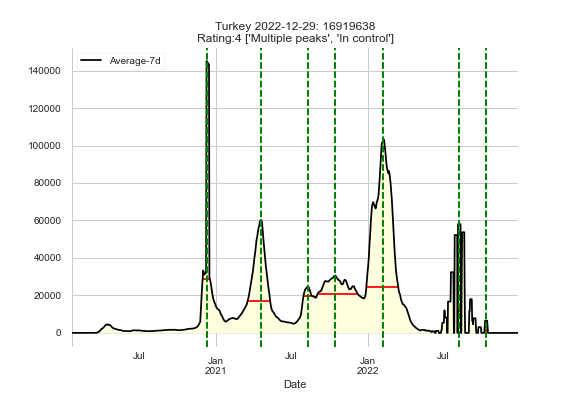 Turkey 2022-12-29: 16919638
Rating:4 ['Multiple peaks', 'In control']
Average-7d
140000
120000
100000
80000
60000
40000
20000
0
Jul
Jan
2021
Jul
Jan
2022
Jul
Date